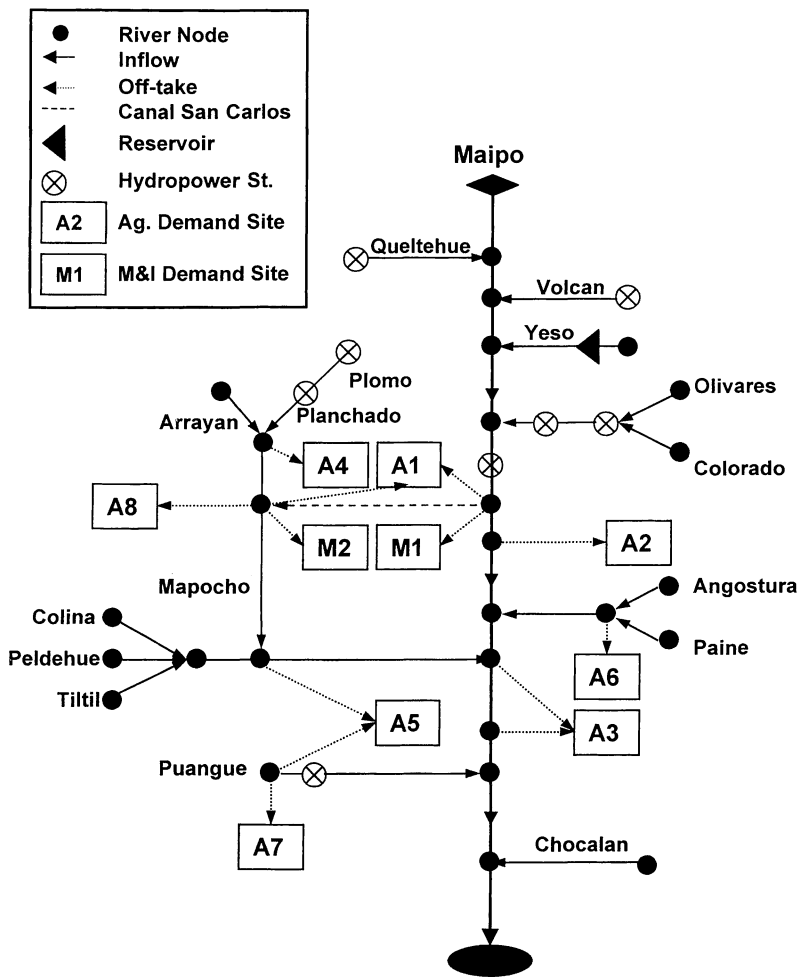 River Node
Inflow
Off-take
Canal San Carlos
Reservoir
Hydropower St.
A2 Ag. Demand Site
M1 M&I Demand Site
Maipo
Queltehue
Volcan
Yeso
Plomo
Planchado
Arrayan
Olivares
Colorado
A4
A1
A8
M2
M1
A2
Mapocho
Angostura
Paine
Colina
Peldehue
Tiltil
A6
A5
A3
Puangue
A7
Chocalan